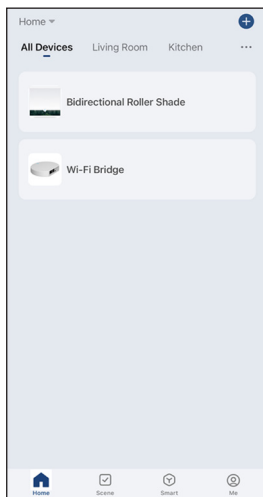 Home
All Devices Living Room Kitchen ...
Bidirectional Roller Shade
Wi-Fi Bridge
Home Scene Smart Me